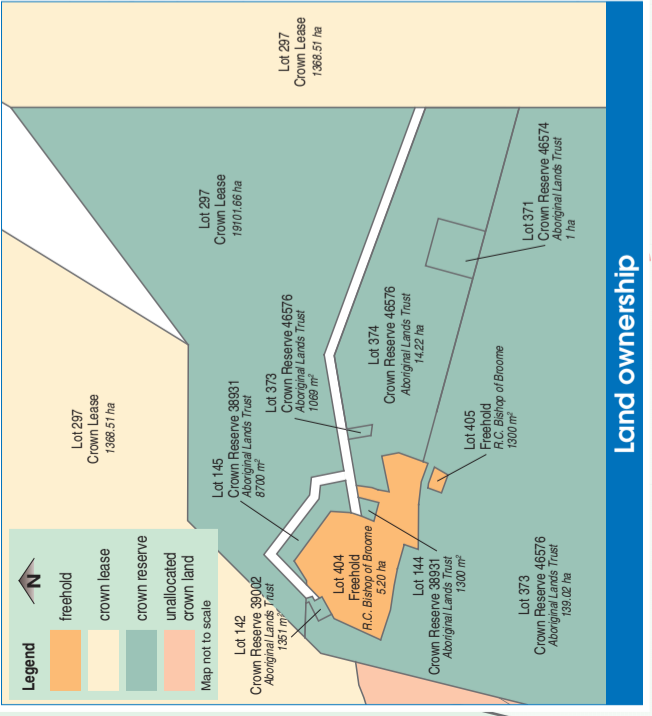 Lot 297
Crown Lease
1368.51 ha
Lot 297
Crown Lease
19101.66 ha
Lot 371
Crown Reserve 46574
Aboriginal Lands Trust
1 ha
Lot 297
Crown Lease
1368.51 ha
Lot 373
Crown Reserve 46576
Aboriginal Lands Trust
1069 m²
Lot 374
Crown Reserve 46576
Aboriginal Lands Trust
14.22 ha
Lot 405
Freehold
R.C. Bishop of Broome
1300 m²
Lot 145
Crown Reserve 38931
Aboriginal Lands Trust
8700 m²
Lot 142
Crown Reserve 39002
Aboriginal Lands Trust
1351 m²
Lot 404
Freehold
R.C. Bishop of Broome
5.20 ha
Lot 144
Crown Reserve 38931
Aboriginal Lands Trust
1300 m²
Lot 373
Crown Reserve 46576
Aboriginal Lands Trust
139.02 ha
N
Legend
freehold
crown lease
crown reserve
unallocated
crown land
Map not to scale
Land ownership